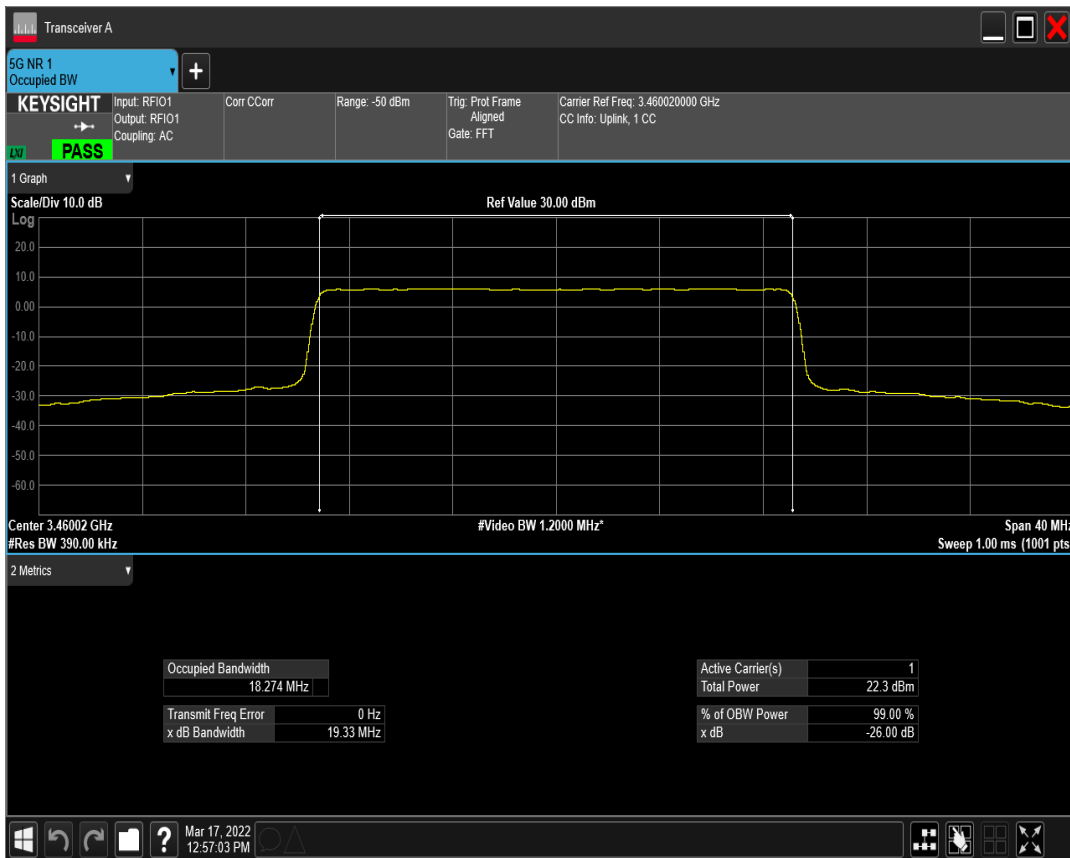 Transceiver A
5G NR 1
Occupied BW
+
KEYSIGHT
LXI
PASS
Input: RFIO1
Output: RFIO1
Coupling: AC
Corr CCorr
Range: -50 dBm
Trig: Prot Frame
Aligned
Gate: FFT
Carrier Ref Freq: 3.460020000 GHz
CC Info: Uplink, 1 CC
1 Graph
Scale/Div 10.0 dB
Ref Value 30.00 dBm
Log
20.0
10.0
0.00
-10.0
-20.0
-30.0
-40.0
-50.0
-60.0
Center 3.46002 GHz
#Video BW 1.2000 MHz*
Span 40 MHz
#Res BW 390.00 kHz
Sweep 1.00 ms (1001 pts
2 Metrics
Occupied Bandwidth
18.274 MHz
Transmit Freq Error 0 Hz
x dB Bandwidth 19.33 MHz
Active Carrier(s) 1
Total Power 22.3 dBm
% of OBW Power 99.00 %
x dB -26.00 dB
?
Mar 17, 2022
12:57:03 PM